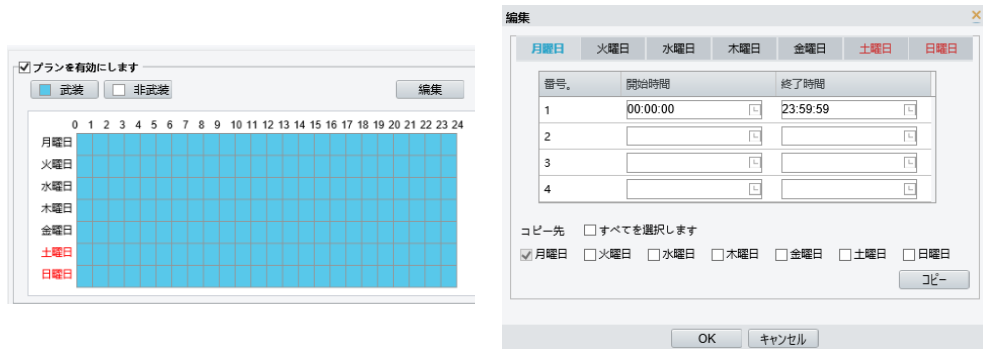 プランを有効にします
武装 非武装 編集
0 1 2 3 4 5 6 7 8 9 10 11 12 13 14 15 16 17 18 19 20 21 22 23 24
月曜日
火曜日
水曜日
木曜日
金曜日
土曜日
日曜日
編集
月曜日 火曜日 水曜日 木曜日 金曜日 土曜日 日曜日
番号。 開始時間 終了時間
1 00:00:00 23:59:59
2
3
4
コピー先 すべてを選択します
月曜日 火曜日 水曜日 木曜日 金曜日 土曜日 日曜日
コピー
OK キャンセル